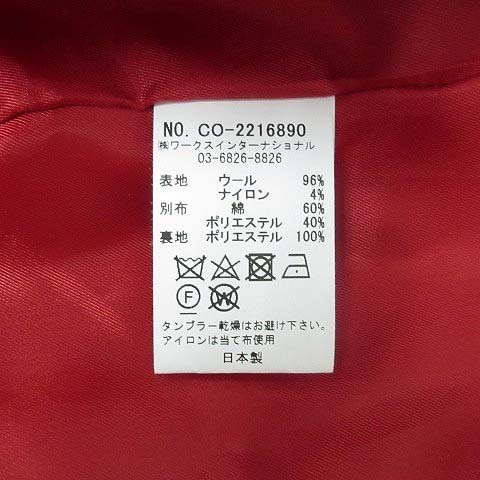 NO. CO-2216890
㈱ワークスインターナショナル
03-6826-8826
表地 ウール 96%
ナイロン 4%
別布 綿 60%
ポリエステル 40%
裏地 ポリエステル 100%
F W
タンブラー乾燥はお避け下さい。
アイロンは当て布使用
日本製